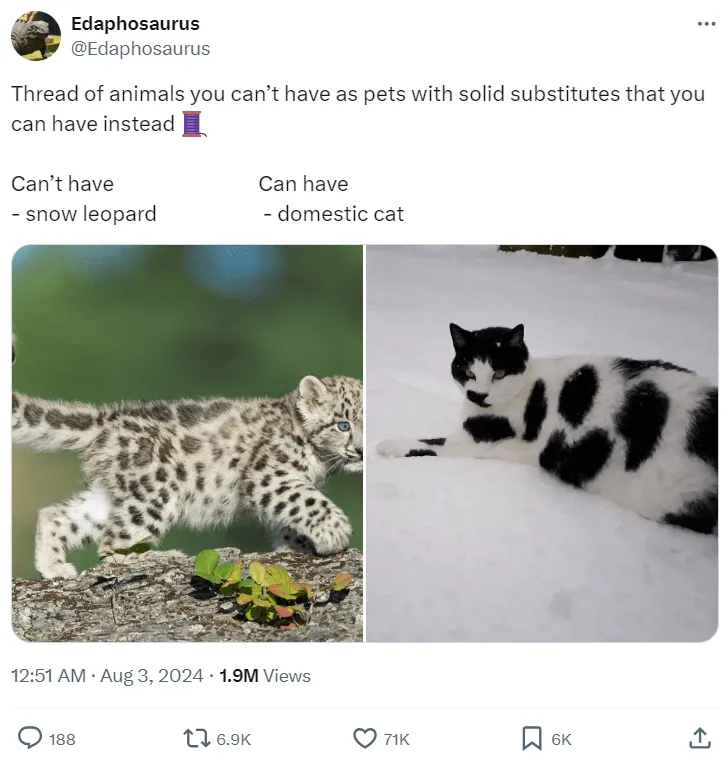 Edaphosaurus
@Edaphosaurus
Thread of animals you can’t have as pets with solid substitutes that you
can have instead 🧵
Can’t have Can have
- snow leopard - domestic cat
12:51 AM · Aug 3, 2024 · 1.9M Views
188 6.9K 71K 6K